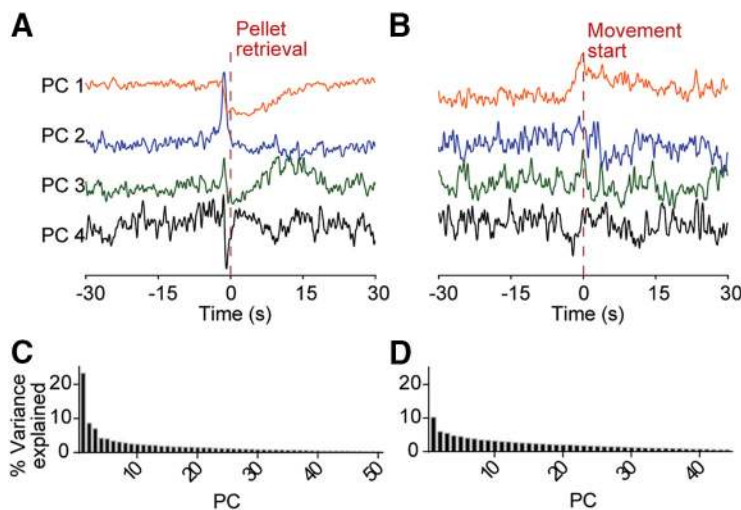 A
B
Pellet
retrieval
Movement
start
PC 1
PC 2
PC 3
PC 4
-30 -15 0 15 30
Time (s)
-30 -15 0 15 30
Time (s)
C
D
% Variance
explained
20
10
0
10 20 30 40 50
PC
20
10
0
10 20 30 40
PC